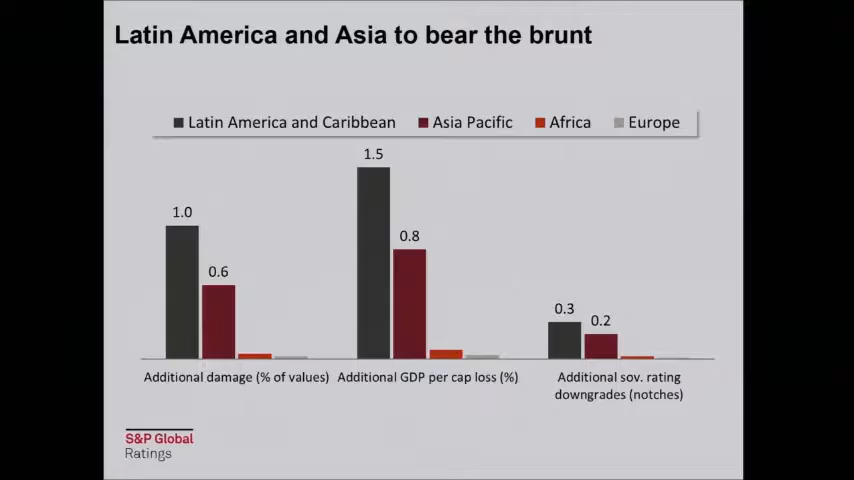 Latin America and Asia to bear the brunt
Latin America and Caribbean Asia Pacific Africa Europe
1.5
1.0
0.8
0.6
0.3
0.2
Additional damage (% of values) Additional GDP per cap loss (%) Additional sov. rating
downgrades (notches)
S&P Global
Ratings